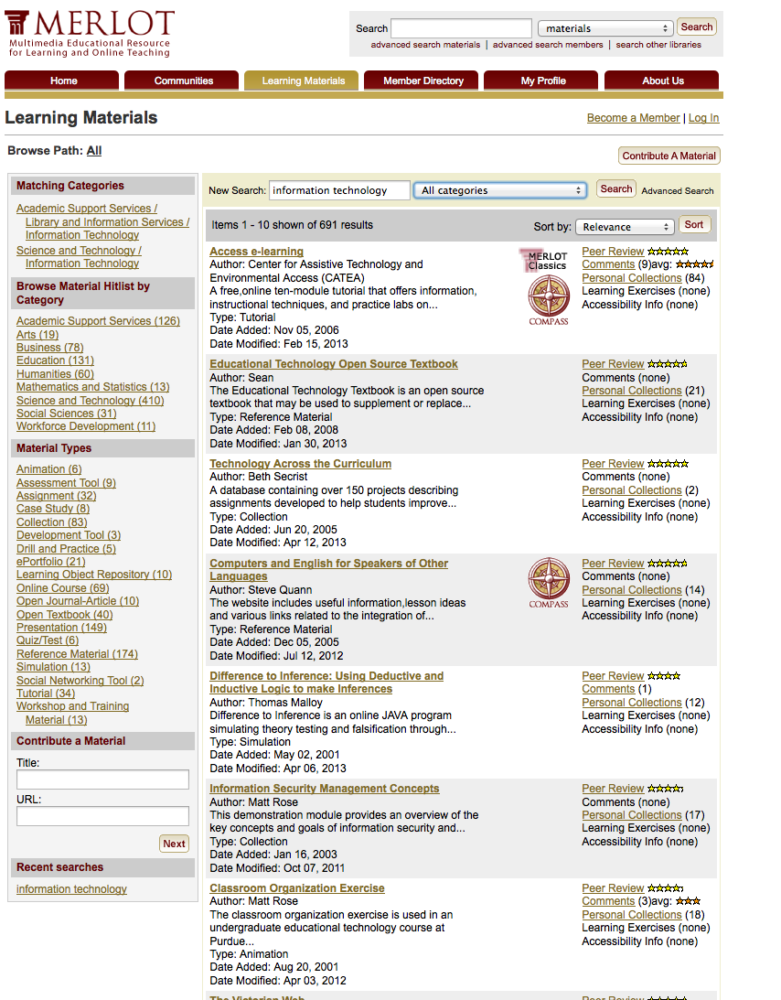 MERLOT
Multimedia Educational Resource
for Learning and Online Teaching
Search materials Search
advanced search materials | advanced search members | search other libraries
Home Communities Learning Materials Member Directory My Profile About Us
Learning Materials
Become a Member | Log In
Browse Path: All
Contribute A Material
Matching Categories
Academic Support Services /
Library and Information Services /
Information Technology
Science and Technology /
Information Technology
Browse Material Hitlist by
Category
Academic Support Services (126)
Arts (19)
Business (78)
Education (131)
Humanities (60)
Mathematics and Statistics (13)
Science and Technology (410)
Social Sciences (31)
Workforce Development (11)
Material Types
Animation (6)
Assessment Tool (9)
Assignment (32)
Case Study (8)
Collection (83)
Development Tool (3)
Drill and Practice (5)
ePortfolio (21)
Learning Object Repository (10)
Online Course (69)
Open Journal-Article (10)
Open Textbook (40)
Presentation (149)
Quiz/Test (6)
Reference Material (174)
Simulation (13)
Social Networking Tool (2)
Tutorial (34)
Workshop and Training
Material (13)
Contribute a Material
Title:
URL:
Next
Recent searches
information technology
New Search: information technology All categories Search Advanced Search
Items 1 - 10 shown of 691 results
Sort by: Relevance Sort
Access e-learning
Author: Center for Assistive Technology and
Environmental Access (CATEA)
A free,online ten-module tutorial that offers information,
instructional techniques, and practice labs on...
Type: Tutorial
Date Added: Nov 05, 2006
Date Modified: Feb 15, 2013
MERLOT
Classics
COMPASS
Peer Review
Comments (9)avg:
Personal Collections (84)
Learning Exercises (none)
Accessibility Info (none)
Educational Technology Open Source Textbook
Author: Sean
The Educational Technology Textbook is an open source
textbook that may be used to supplement or replace...
Type: Reference Material
Date Added: Feb 08, 2008
Date Modified: Jan 30, 2013
Peer Review
Comments (none)
Personal Collections (21)
Learning Exercises (none)
Accessibility Info (none)
Technology Across the Curriculum
Author: Beth Secrist
A database containing over 150 projects describing
assignments developed to help students improve...
Type: Collection
Date Added: Jun 20, 2005
Date Modified: Apr 12, 2013
Peer Review
Comments (none)
Personal Collections (2)
Learning Exercises (none)
Accessibility Info (none)
Computers and English for Speakers of Other
Languages
Author: Steve Quann
The website includes useful information,lesson ideas
and various links related to the integration of...
Type: Reference Material
Date Added: Dec 05, 2005
Date Modified: Jul 12, 2012
COMPASS
Peer Review
Comments (none)
Personal Collections (14)
Learning Exercises (none)
Accessibility Info (none)
Difference to Inference: Using Deductive and
Inductive Logic to make Inferences
Author: Thomas Malloy
Difference to Inference is an online JAVA program
simulating theory testing and falsification through...
Type: Simulation
Date Added: May 02, 2001
Date Modified: Apr 06, 2013
Peer Review
Comments (1)
Personal Collections (12)
Learning Exercises (none)
Accessibility Info (none)
Information Security Management Concepts
Author: Matt Rose
This demonstration module provides an overview of the
key concepts and goals of information security and...
Type: Collection
Date Added: Jan 16, 2003
Date Modified: Oct 07, 2011
Peer Review
Comments (none)
Personal Collections (17)
Learning Exercises (none)
Accessibility Info (none)
Classroom Organization Exercise
Author: Matt Rose
The classroom organization exercise is used in an
undergraduate educational technology course at
Purdue...
Type: Animation
Date Added: Aug 20, 2001
Date Modified: Apr 03, 2012
Peer Review
Comments (3)avg:
Personal Collections (18)
Learning Exercises (none)
Accessibility Info (none)
The Victorian Web
Peer Review